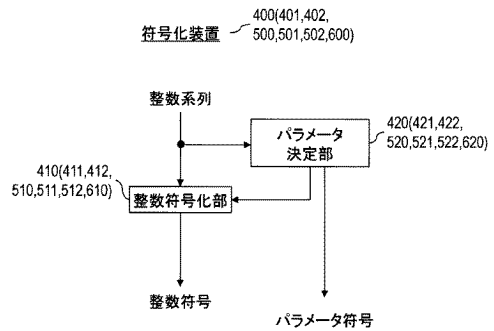 符号化装置
400(401,402,
500,501,502,600)
整数系列
パラメータ
決定部
420(421,422,
520,521,522,620)
410(411,412,
510,511,512,610)
整数符号化部
整数符号
パラメータ符号